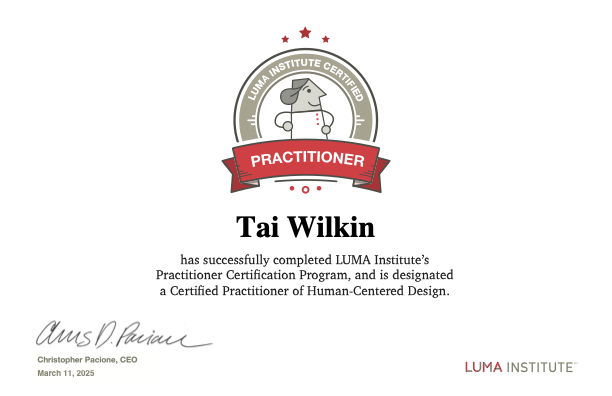 LUMA INSTITUTE CERTIFIED
PRACTITIONER
Tai Wilkin
has successfully completed LUMA Institute's
Practitioner Certification Program, and is designated
a Certified Practitioner of Human-Centered Design.
Chris D. Pacione
Christopher Pacione, CEO
March 11, 2025
LUMA INSTITUTE™